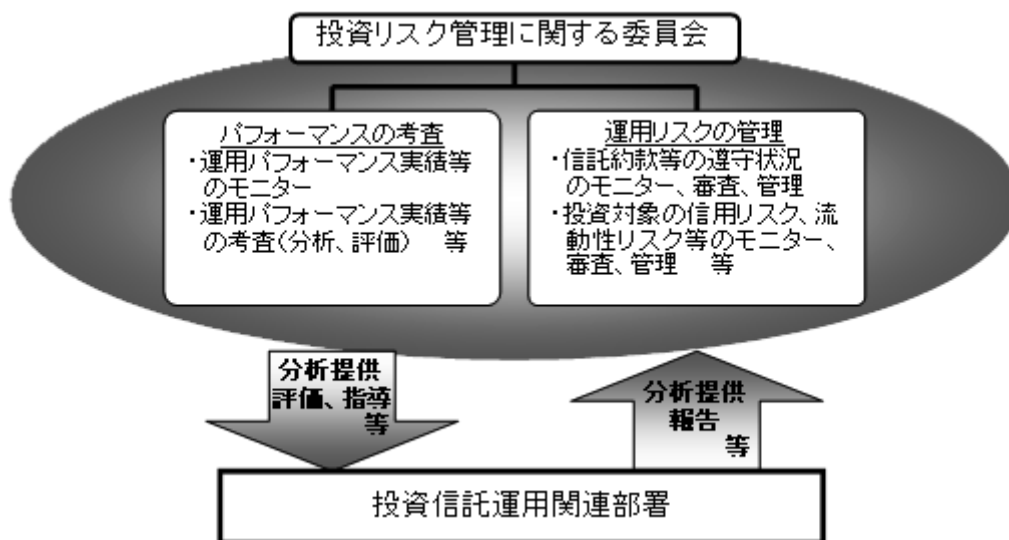 投資リスク管理に関する委員会
パフォーマンスの考査
・運用パフォーマンス実績等
のモニター
・運用パフォーマンス実績等
の考査(分析、評価) 等
運用リスクの管理
・信託約款等の遵守状況
のモニター、審査、管理
・投資対象の信用リスク、流
動性リスク等のモニター、
審査、管理 等
分析提供
評価、指導
等
分析提供
報告
等
投資信託運用関連部署